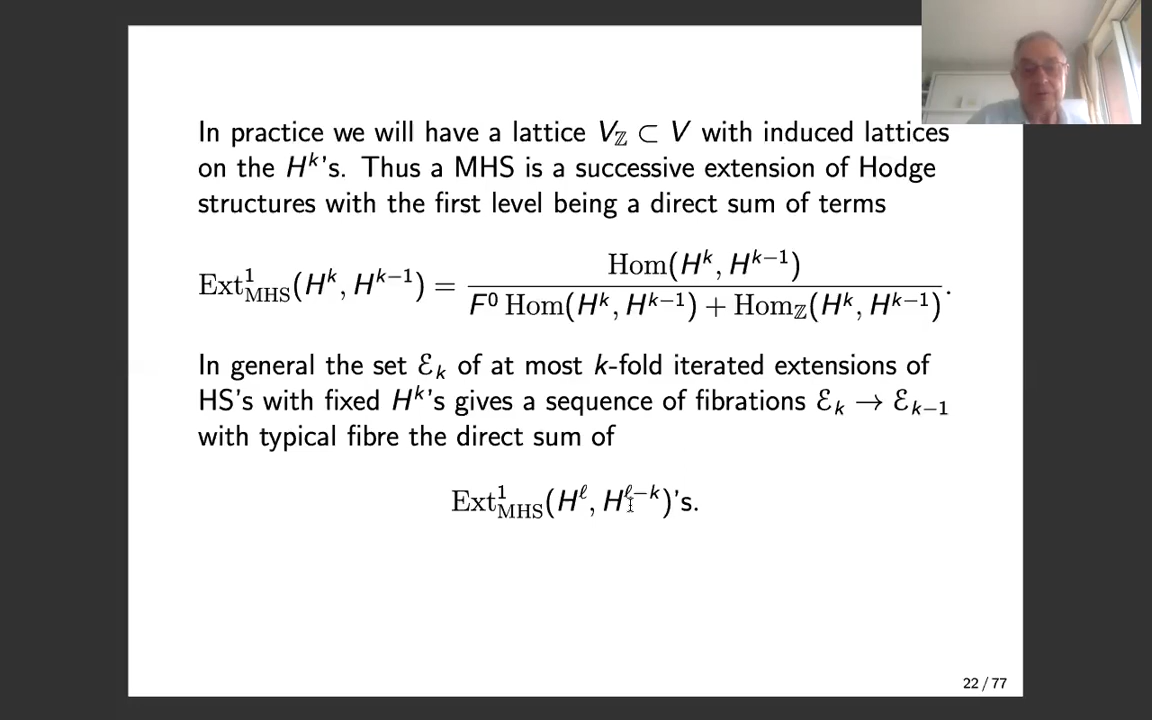 In practice we will have a lattice V_ℤ ⊂ V with induced lattices
on the H^k's. Thus a MHS is a successive extension of Hodge
structures with the first level being a direct sum of terms
Ext^1_MHS(H^k, H^{k−1}) = Hom(H^k, H^{k−1}) / F^0 Hom(H^k, H^{k−1}) + Hom_ℤ(H^k, H^{k−1}).
In general the set ℰ_k of at most k-fold iterated extensions of
HS's with fixed H^k's gives a sequence of fibrations ℰ_k → ℰ_{k−1}
with typical fibre the direct sum of
Ext^1_MHS(H^ℓ, H^{ℓ−k})'s.
22 / 77